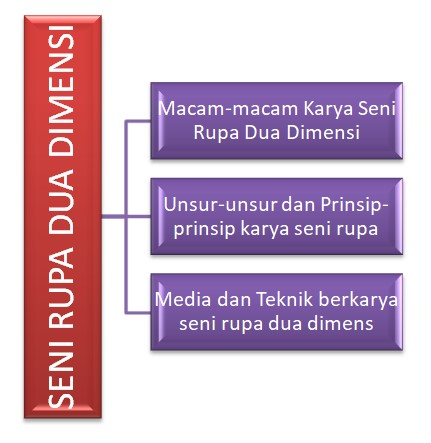 SENI RUPA DUA DIMENSI
Macam-macam Karya Seni
Rupa Dua Dimensi
Unsur-unsur dan Prinsip-
prinsip karya seni rupa
Media dan Teknik berkarya
seni rupa dua dimens